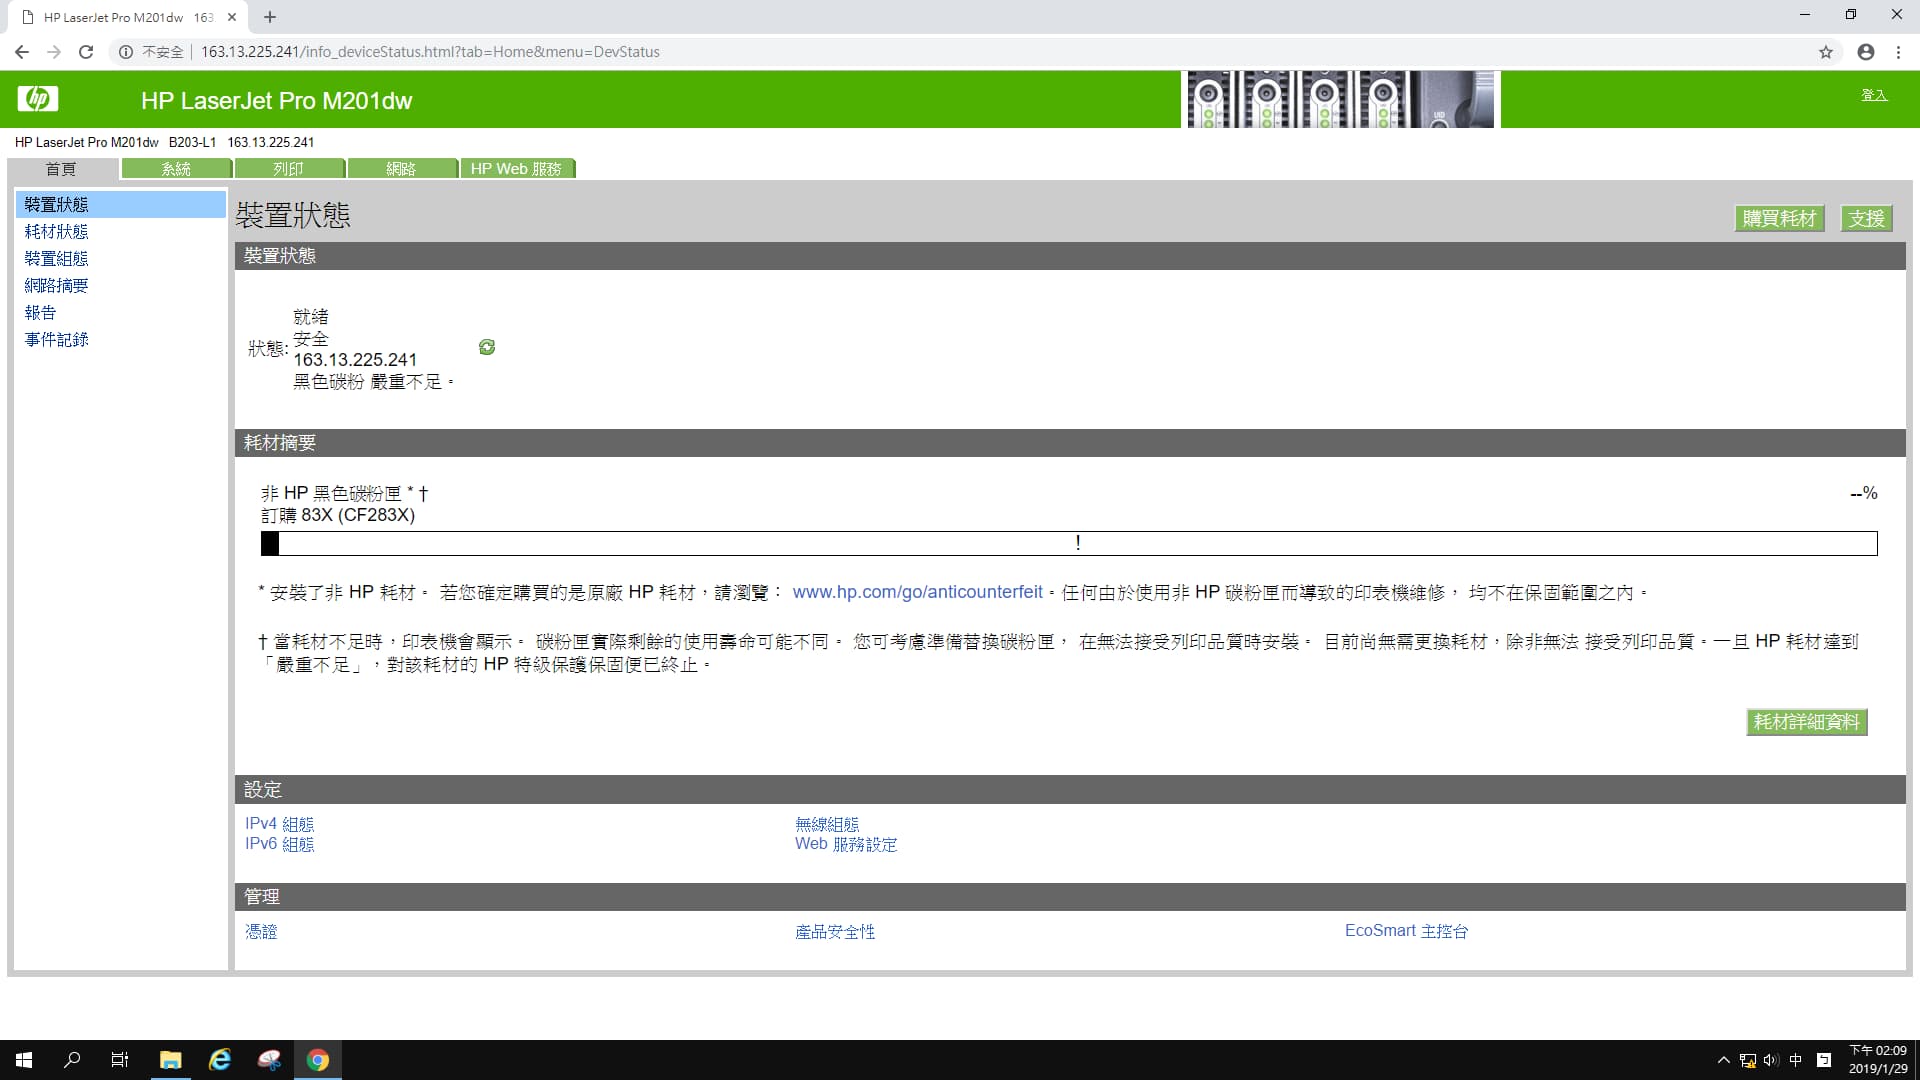 HP LaserJet Pro M201dw 163
不安全 163.13.225.241/info_deviceStatus.html?tab=Home&menu=DevStatus
hp
HP LaserJet Pro M201dw
UID
登入
HP LaserJet Pro M201dw B203-L1 163.13.225.241
首頁 系統 列印 網路 HP Web 服務
裝置狀態
耗材狀態
裝置組態
網路摘要
報告
事件記錄
裝置狀態
購買耗材 支援
裝置狀態
狀態:
就緒
安全
163.13.225.241
黑色碳粉 嚴重不足。
耗材摘要
非 HP 黑色碳粉匣 * † --%
訂購 83X (CF283X)
!
* 安裝了非 HP 耗材。 若您確定購買的是原廠 HP 耗材，請瀏覽： www.hp.com/go/anticounterfeit。任何由於使用非 HP 碳粉匣而導致的印表機維修， 均不在保固範圍之內。
† 當耗材不足時，印表機會顯示。 碳粉匣實際剩餘的使用壽命可能不同。 您可考慮準備替換碳粉匣， 在無法接受列印品質時安裝。 目前尚無需更換耗材，除非無法 接受列印品質。一旦 HP 耗材達到
「嚴重不足」，對該耗材的 HP 特級保護保固便已終止。
耗材詳細資料
設定
IPv4 組態 無線組態
IPv6 組態 Web 服務設定
管理
憑證 產品安全性 EcoSmart 主控台
中
下午 02:09
2019/1/29